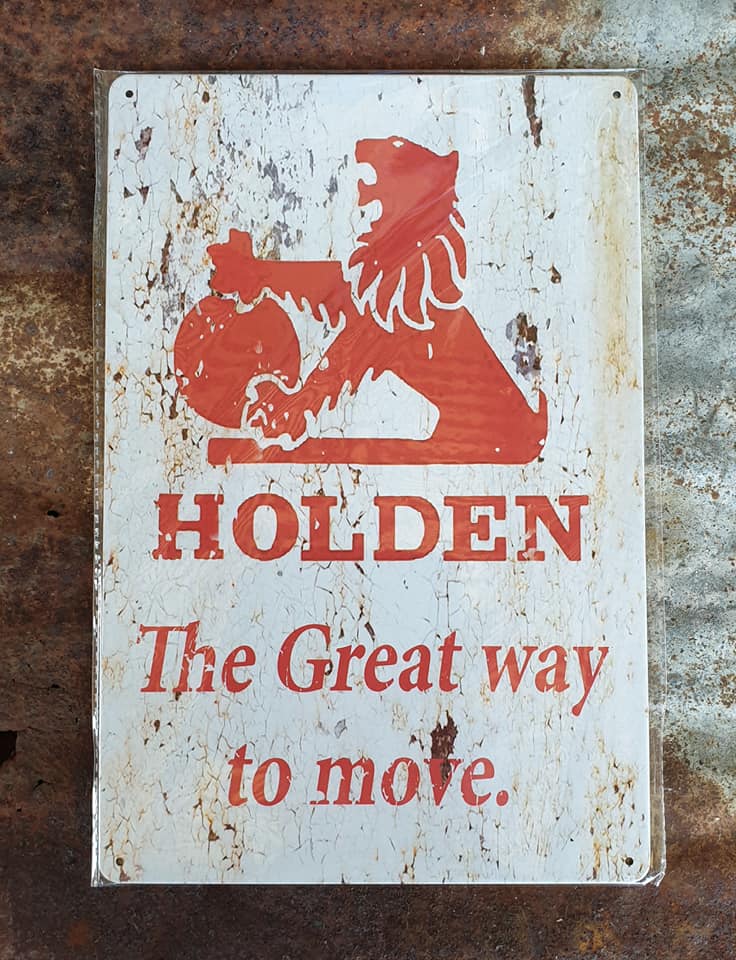 HOLDEN
The Great way
to move.